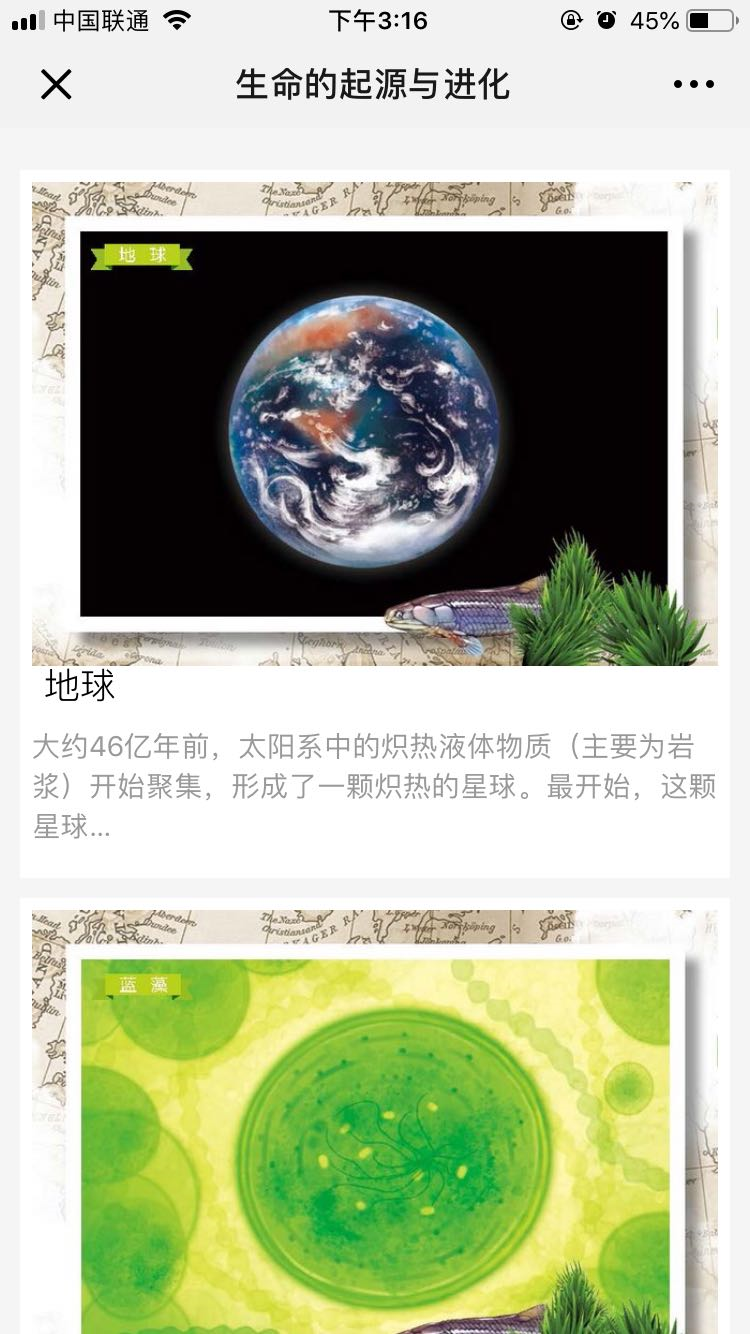 中国联通
下午3:16
45%
生命的起源与进化
地球
地球
大约46亿年前，太阳系中的炽热液体物质（主要为岩
浆）开始聚集，形成了一颗炽热的星球。最开始，这颗
星球...
蓝藻